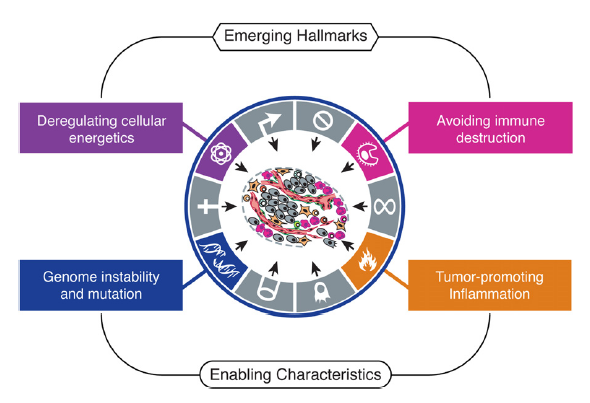 Emerging Hallmarks
Deregulating cellular
energetics
Avoiding immune
destruction
Genome instability
and mutation
Tumor-promoting
Inflammation
Enabling Characteristics